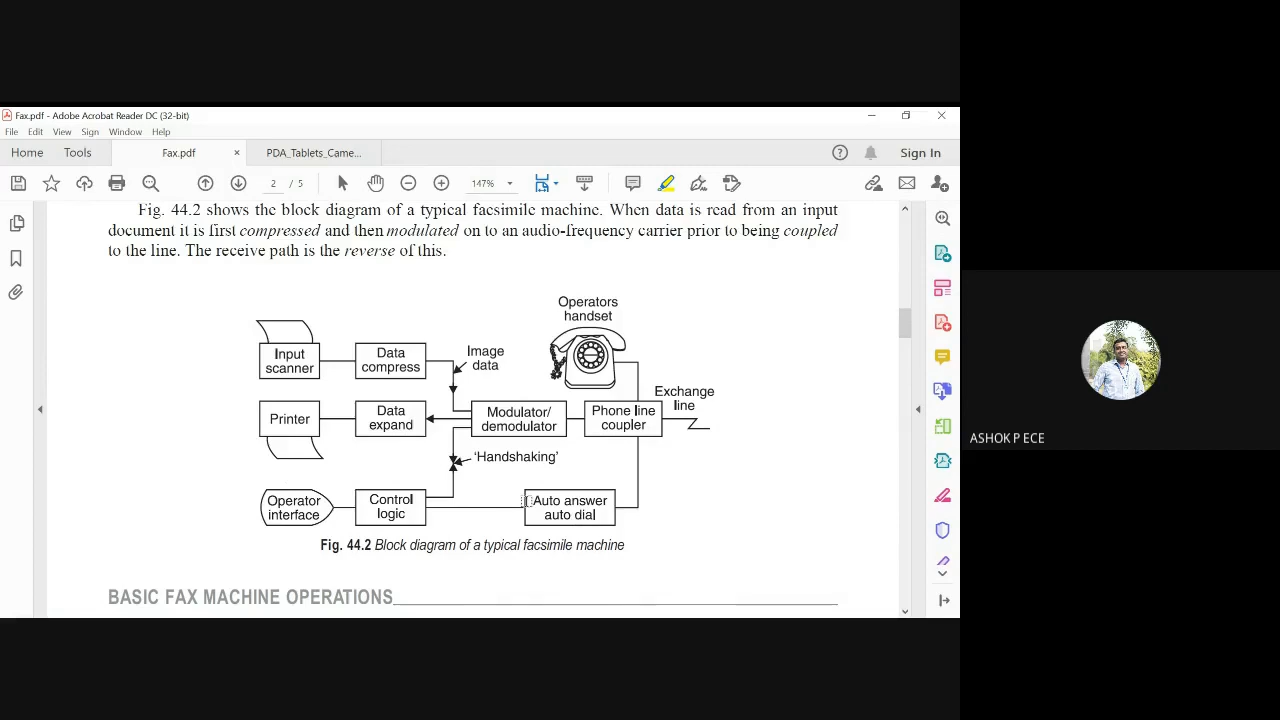 Fax.pdf - Adobe Acrobat Reader DC (32-bit)
File Edit View Sign Window Help
Home Tools Fax.pdf × PDA_Tablets_Came... Sign In
2 / 5 147%
Fig. 44.2 shows the block diagram of a typical facsimile machine. When data is read from an input
document it is first compressed and then modulated on to an audio-frequency carrier prior to being coupled
to the line. The receive path is the reverse of this.
Operators
handset
Input
scanner
Data
compress
Image
data
Exchange
line
Printer
Data
expand
Modulator/
demodulator
Phone line
coupler
'Handshaking'
Operator
interface
Control
logic
Auto answer
auto dial
Fig. 44.2 Block diagram of a typical facsimile machine
BASIC FAX MACHINE OPERATIONS
ASHOK P ECE